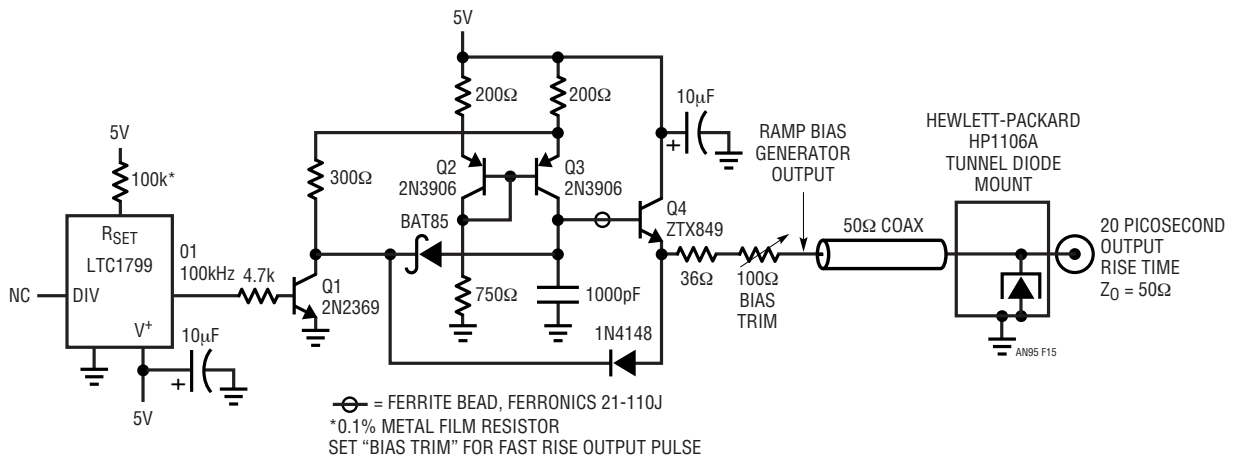 5V
200Ω
200Ω
10µF
+
RAMP BIAS
GENERATOR
OUTPUT
HEWLETT-PACKARD
HP1106A
TUNNEL DIODE
MOUNT
5V
100k*
300Ω
Q2
2N3906
Q3
2N3906
Q4
ZTX849
BAT85
50Ω COAX
20 PICOSECOND
OUTPUT
RISE TIME
Z0 = 50Ω
RSET
LTC1799
01
100kHz
4.7k
NC
DIV
V+
Q1
2N2369
750Ω
1000pF
36Ω
100Ω
BIAS
TRIM
10µF
+
5V
1N4148
AN95 F15
= FERRITE BEAD, FERRONICS 21-110J
*0.1% METAL FILM RESISTOR
SET “BIAS TRIM” FOR FAST RISE OUTPUT PULSE